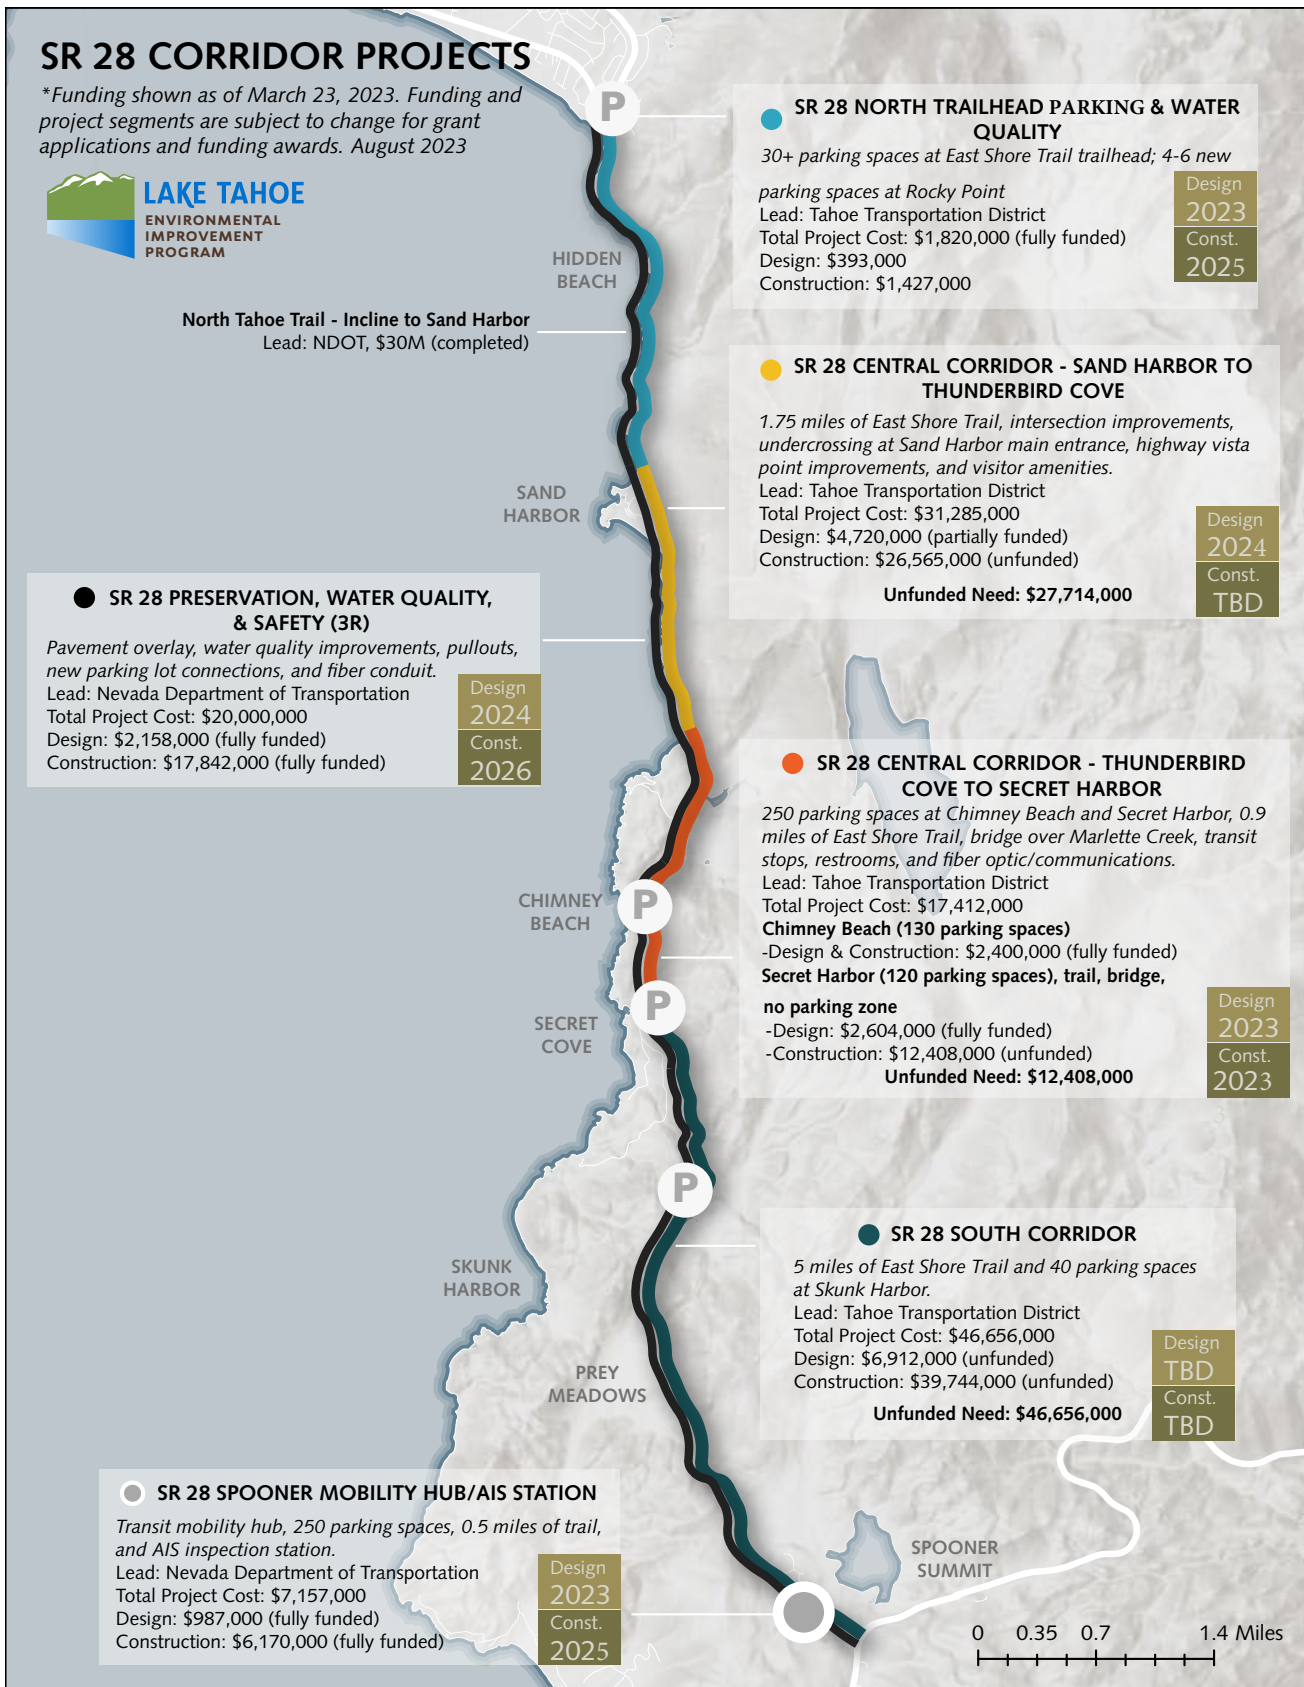 SR 28 CORRIDOR PROJECTS
*Funding shown as of March 23, 2023. Funding and
project segments are subject to change for grant
applications and funding awards. August 2023
LAKE TAHOE
ENVIRONMENTAL
IMPROVEMENT
PROGRAM
P
SR 28 NORTH TRAILHEAD PARKING & WATER
QUALITY
30+ parking spaces at East Shore Trail trailhead; 4-6 new
parking spaces at Rocky Point
Lead: Tahoe Transportation District
Total Project Cost: $1,820,000 (fully funded)
Design: $393,000
Construction: $1,427,000
Design
2023
Const.
2025
HIDDEN
BEACH
North Tahoe Trail - Incline to Sand Harbor
Lead: NDOT, $30M (completed)
SR 28 CENTRAL CORRIDOR - SAND HARBOR TO
THUNDERBIRD COVE
1.75 miles of East Shore Trail, intersection improvements,
undercrossing at Sand Harbor main entrance, highway vista
point improvements, and visitor amenities.
Lead: Tahoe Transportation District
Total Project Cost: $31,285,000
Design: $4,720,000 (partially funded)
Construction: $26,565,000 (unfunded)
Unfunded Need: $27,714,000
Design
2024
Const.
TBD
SAND
HARBOR
SR 28 PRESERVATION, WATER QUALITY,
& SAFETY (3R)
Pavement overlay, water quality improvements, pullouts,
new parking lot connections, and fiber conduit.
Lead: Nevada Department of Transportation
Total Project Cost: $20,000,000
Design: $2,158,000 (fully funded)
Construction: $17,842,000 (fully funded)
Design
2024
Const.
2026
SR 28 CENTRAL CORRIDOR - THUNDERBIRD
COVE TO SECRET HARBOR
250 parking spaces at Chimney Beach and Secret Harbor, 0.9
miles of East Shore Trail, bridge over Marlette Creek, transit
stops, restrooms, and fiber optic/communications.
Lead: Tahoe Transportation District
Total Project Cost: $17,412,000
Chimney Beach (130 parking spaces)
-Design & Construction: $2,400,000 (fully funded)
Secret Harbor (120 parking spaces), trail, bridge,
no parking zone
-Design: $2,604,000 (fully funded)
-Construction: $12,408,000 (unfunded)
Unfunded Need: $12,408,000
Design
2023
Const.
2023
3
CHIMNEY
BEACH
P
P
SECRET
COVE
P
SKUNK
HARBOR
SR 28 SOUTH CORRIDOR
5 miles of East Shore Trail and 40 parking spaces
at Skunk Harbor.
Lead: Tahoe Transportation District
Total Project Cost: $46,656,000
Design: $6,912,000 (unfunded)
Construction: $39,744,000 (unfunded)
Unfunded Need: $46,656,000
Design
TBD
Const.
TBD
PREY
MEADOWS
SR 28 SPOONER MOBILITY HUB/AIS STATION
Transit mobility hub, 250 parking spaces, 0.5 miles of trail,
and AIS inspection station.
Lead: Nevada Department of Transportation
Total Project Cost: $7,157,000
Design: $987,000 (fully funded)
Construction: $6,170,000 (fully funded)
Design
2023
Const.
2025
SPOONER
SUMMIT
0 0.35 0.7 1.4 Miles